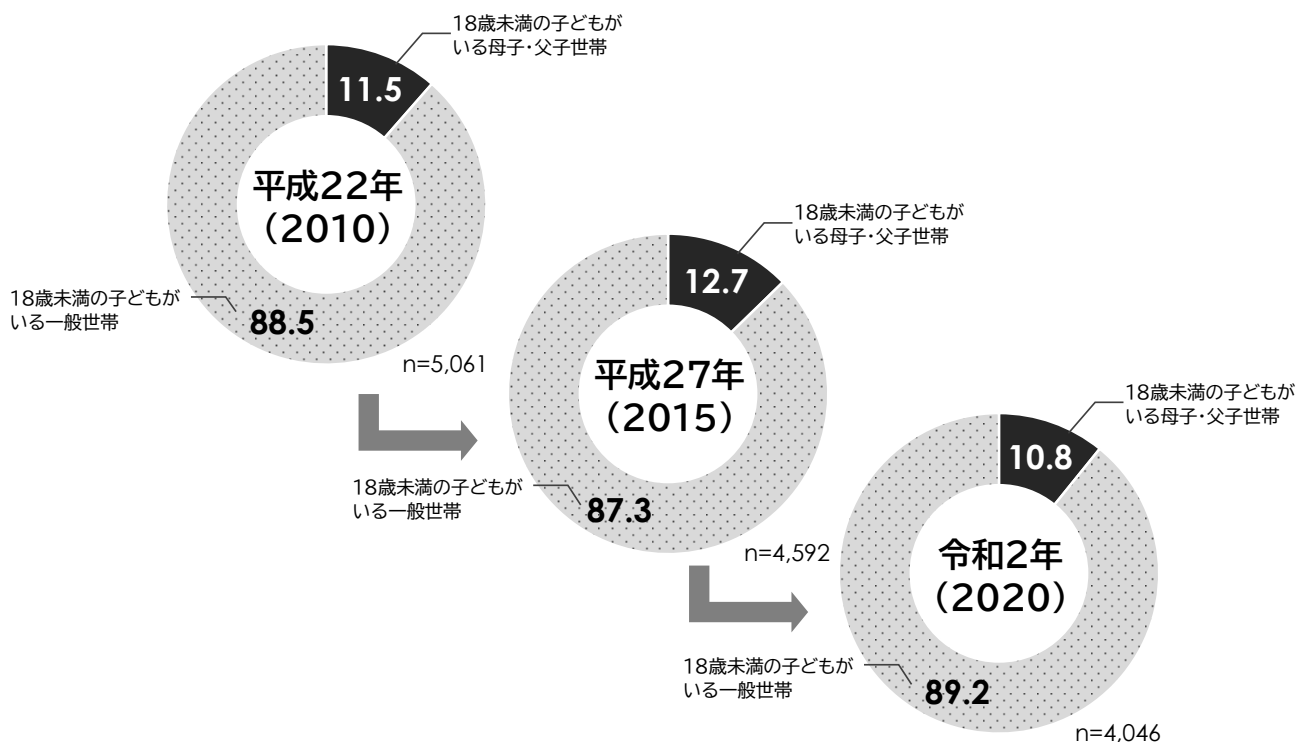 18歳未満の子どもが
いる母子・父子世帯
11.5
平成22年
（2010）
18歳未満の子どもが
いる一般世帯
88.5
n=5,061
18歳未満の子どもが
いる母子・父子世帯
12.7
平成27年
（2015）
18歳未満の子どもが
いる一般世帯
87.3
n=4,592
18歳未満の子どもが
いる母子・父子世帯
10.8
令和2年
（2020）
18歳未満の子どもが
いる一般世帯
89.2
n=4,046